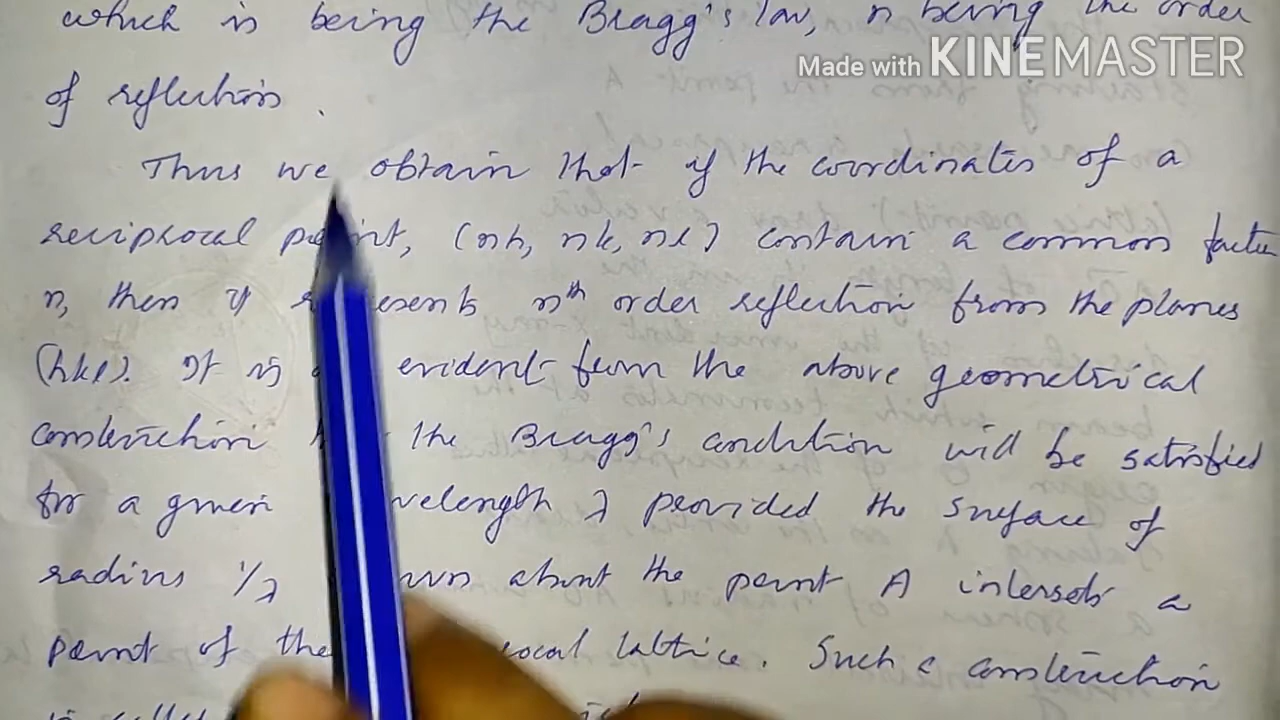 which is being the Bragg's law, n being the order
Made with KINEMASTER
of reflection.
Thus we obtain that if the coordinates of a
reciprocal point, (nh, nk, nl) contain a common factor
n, then it represents nth order reflection from the planes
(hkl). It is evident from the above geometrical
construction the Bragg's condition will be satisfied
for a given wavelength λ provided the surface of
radius 1/λ about the point A intersets a
point of the lattice. Such a construction
is called